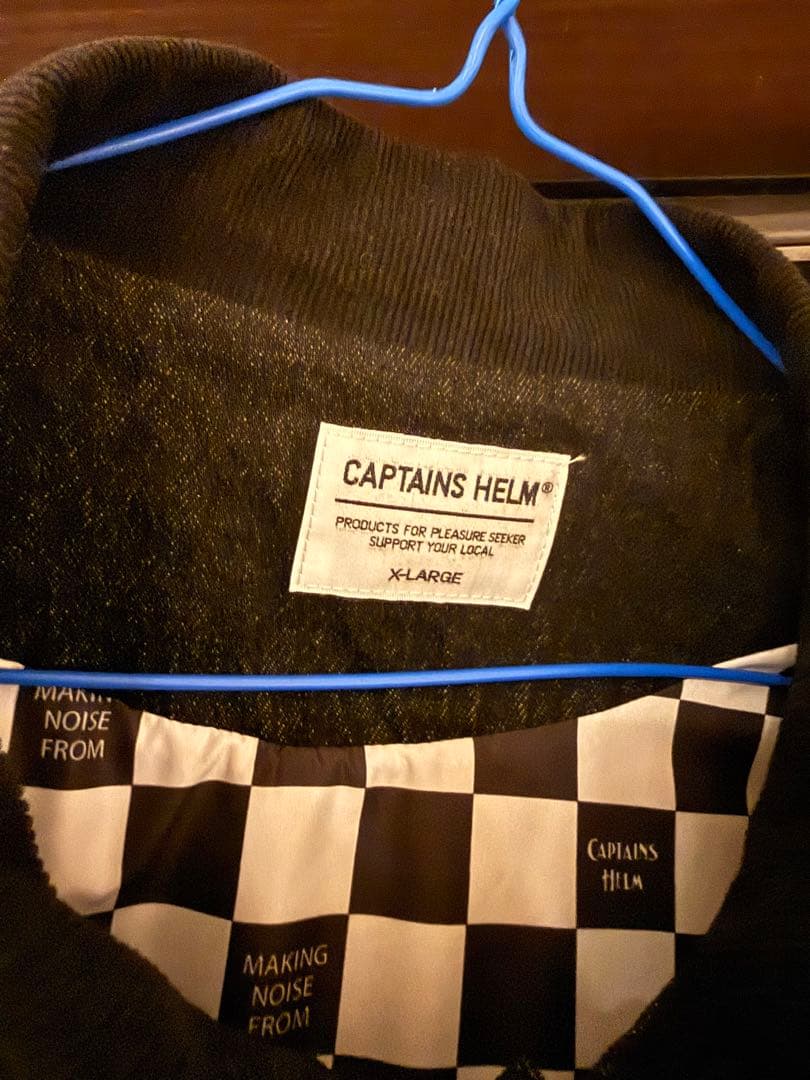 CAPTAINS HELM®
PRODUCTS FOR PLEASURE SEEKER
SUPPORT YOUR LOCAL
X-LARGE
MAKING
NOISE
FROM
CAPTAINS
HELM
MAKING
NOISE
FROM